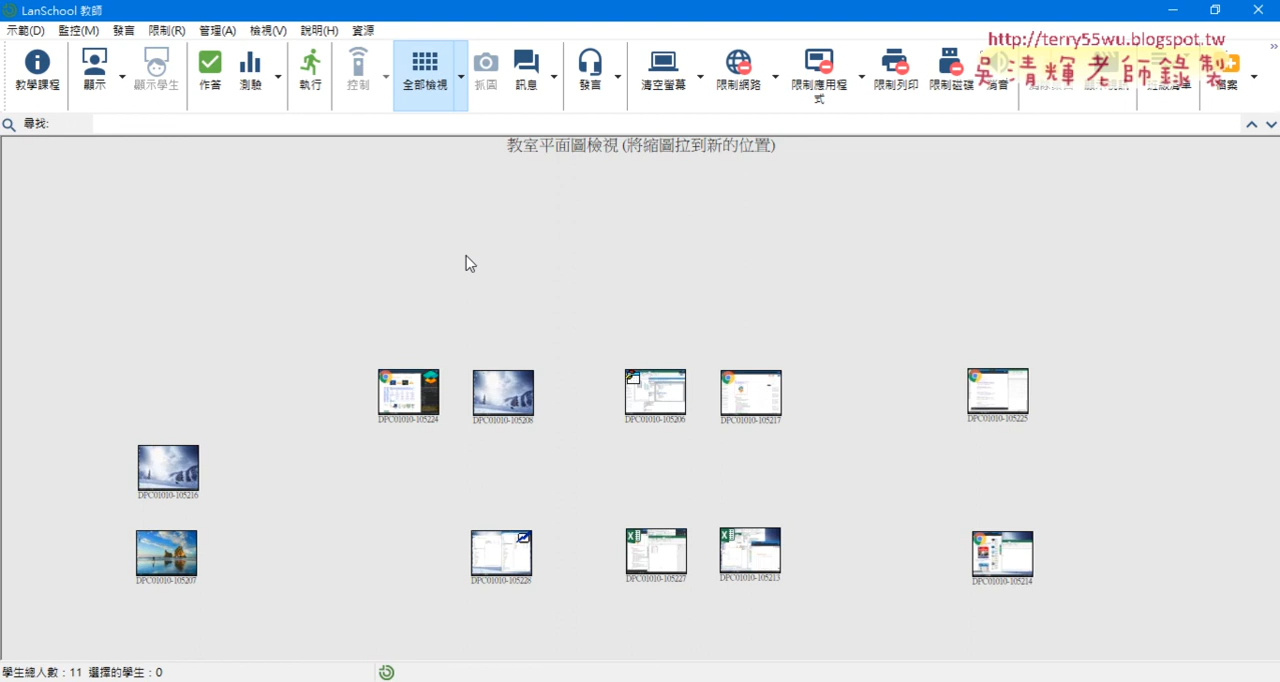 LanSchool 教師
示範(D) 監控(M) 發言 限制(R) 管理(A) 檢視(V) 說明(H) 資源
http://terry55wu.blogspot.tw
吳清輝老師錄製
教學課程 顯示 顯示學生 作答 測驗 執行 控制 全部檢視 抓圖 訊息 發言 清空螢幕 限制網路 限制應用程式 限制列印 限制磁碟 消音 檔案
尋找:
教室平面圖檢視 (將縮圖拉到新的位置)
DPC01010-105224 DPC01010-105208 DPC01010-105206 DPC01010-105217 DPC01010-105225
DPC01010-105216
DPC01010-105207 DPC01010-105228 DPC01010-105227 DPC01010-105213 DPC01010-105214
學生總人數：11 選擇的學生：0